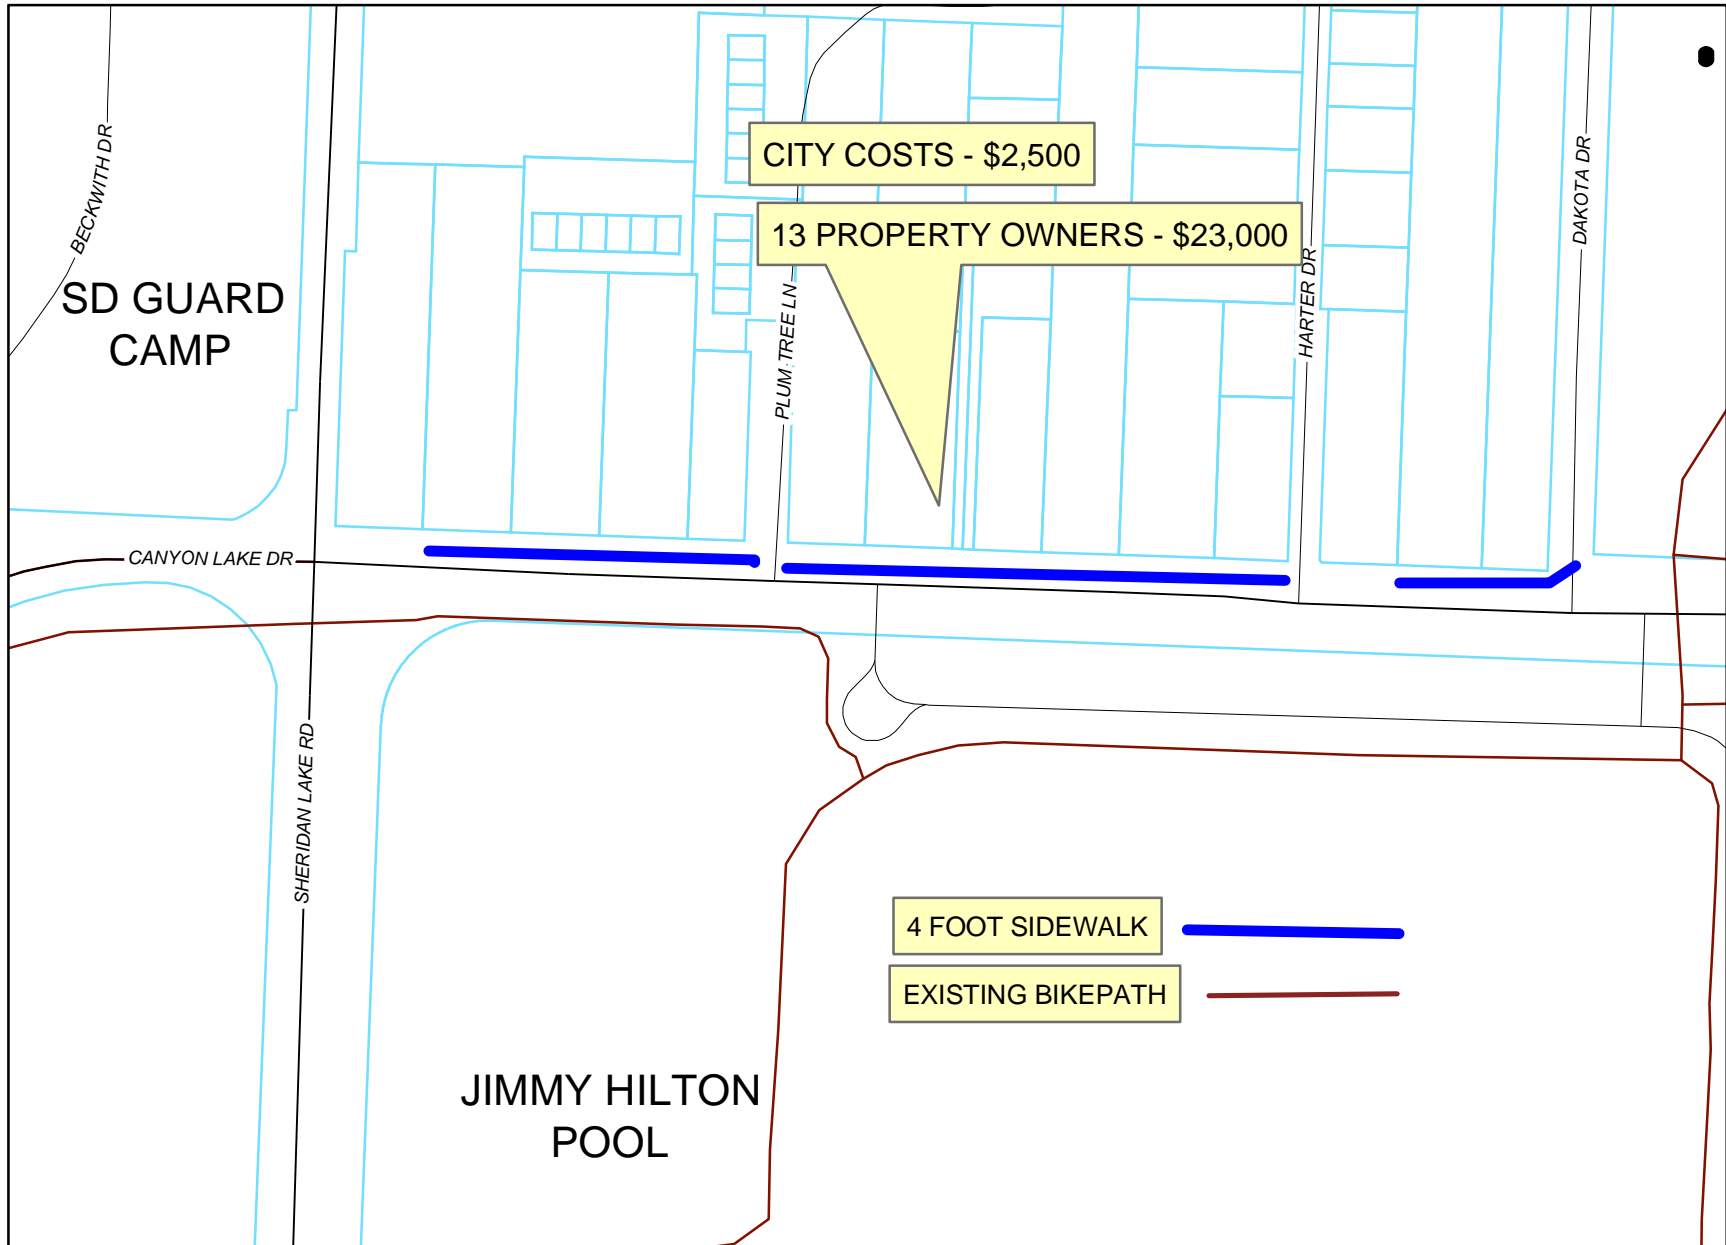 BECKWITH DR
SD GUARD
CAMP
CITY COSTS - $2,500
13 PROPERTY OWNERS - $23,000
PLUM TREE LN
HARTER DR
DAKOTA DR
CANYON LAKE DR
SHERIDAN LAKE RD
4 FOOT SIDEWALK
EXISTING BIKEPATH
JIMMY HILTON
POOL